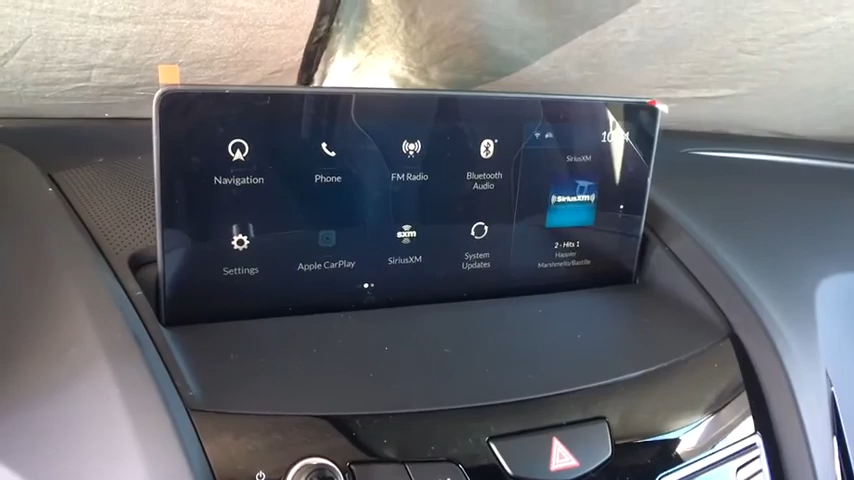 Navigation
Phone
FM Radio
Bluetooth
Audio
Settings
Apple CarPlay
sxm
SiriusXM
System
Updates
SiriusXM
SiriusXM
2 - Hits 1
Happier
Marshmello/Bastille